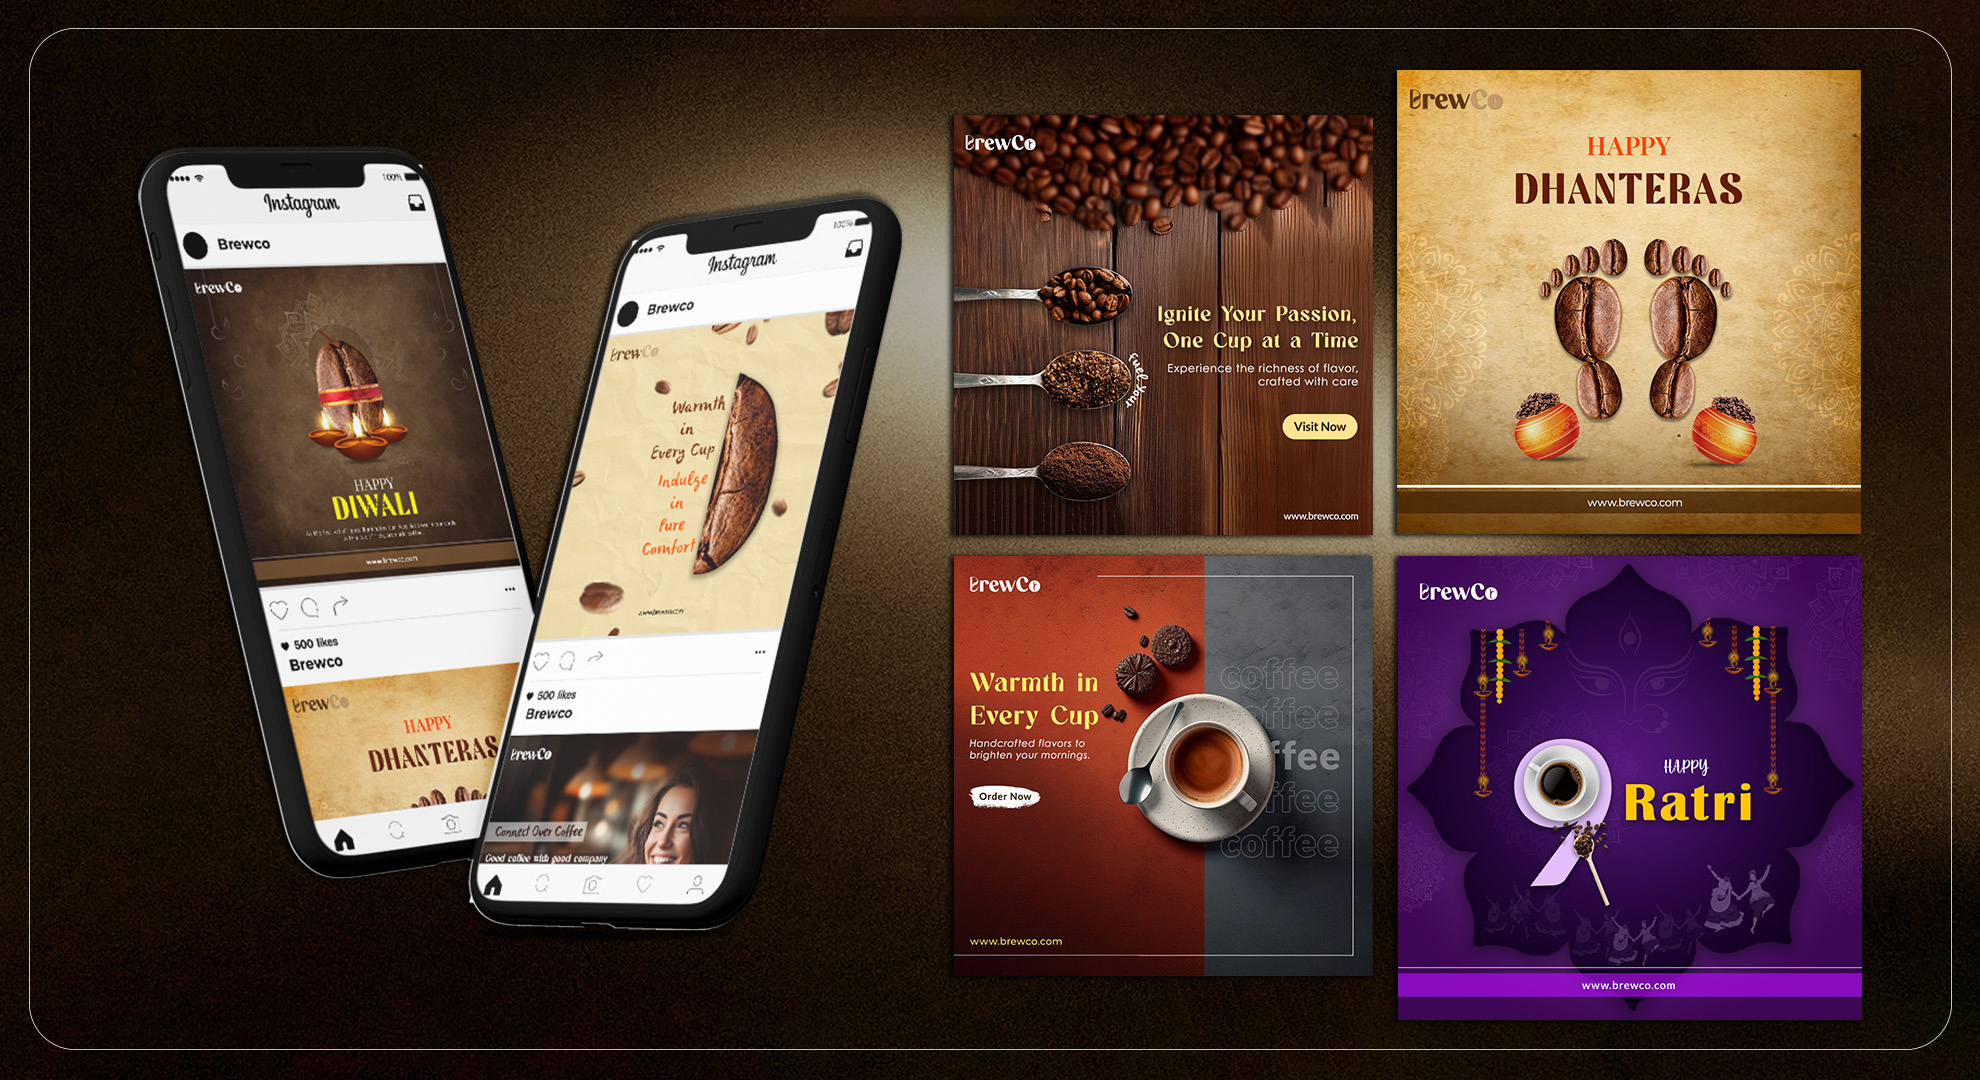 100%
Instagram
Brewco
BrewCo
HAPPY
DIWALI
www.brewco.com
500 likes
Brewco
BrewCo
HAPPY
DHANTERAS
100%
Instagram
Brewco
BrewCo
Warmth
in
Every Cup
Indulge
in
Pure
Comfort
www.brewco.com
500 likes
Brewco
BrewCo
Connect Over Coffee
Good coffee with good company
BrewCo
Ignite Your Passion,
One Cup at a Time
Experience the richness of flavor,
crafted with care
Fuel Your
Visit Now
www.brewco.com
BrewCo
HAPPY
DHANTERAS
www.brewco.com
BrewCo
Warmth in
Every Cup
Handcrafted flavors to
brighten your mornings.
Order Now
coffee
coffee
ffee
coffee
coffee
www.brewco.com
BrewCo
HAPPY
9 Ratri
www.brewco.com